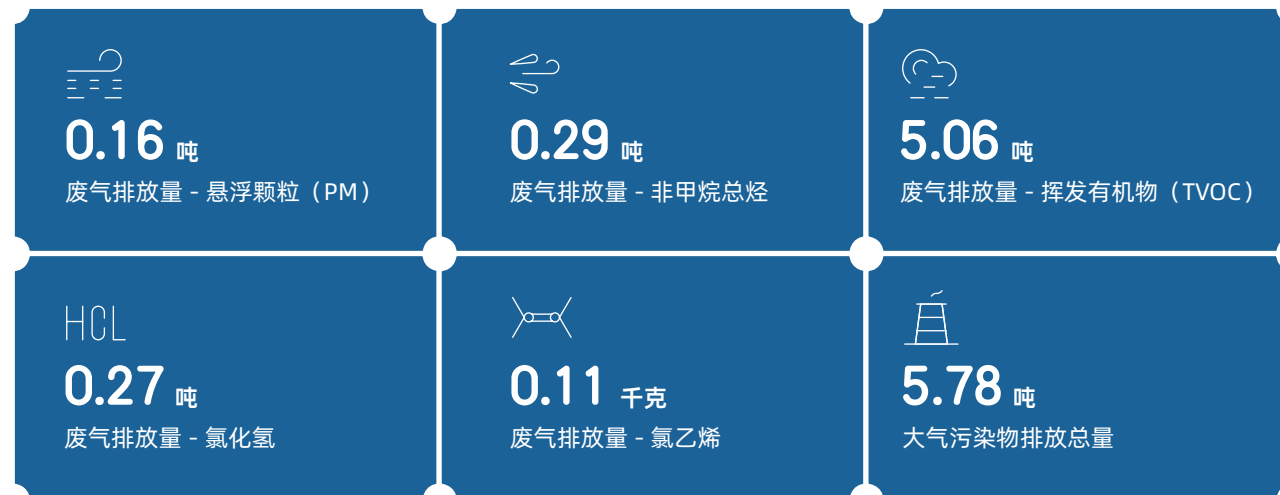 0.16 吨
废气排放量 - 悬浮颗粒（PM）
0.29 吨
废气排放量 - 非甲烷总烃
5.06 吨
废气排放量 - 挥发有机物（TVOC）
HCL
0.27 吨
废气排放量 - 氯化氢
0.11 千克
废气排放量 - 氯乙烯
5.78 吨
大气污染物排放总量